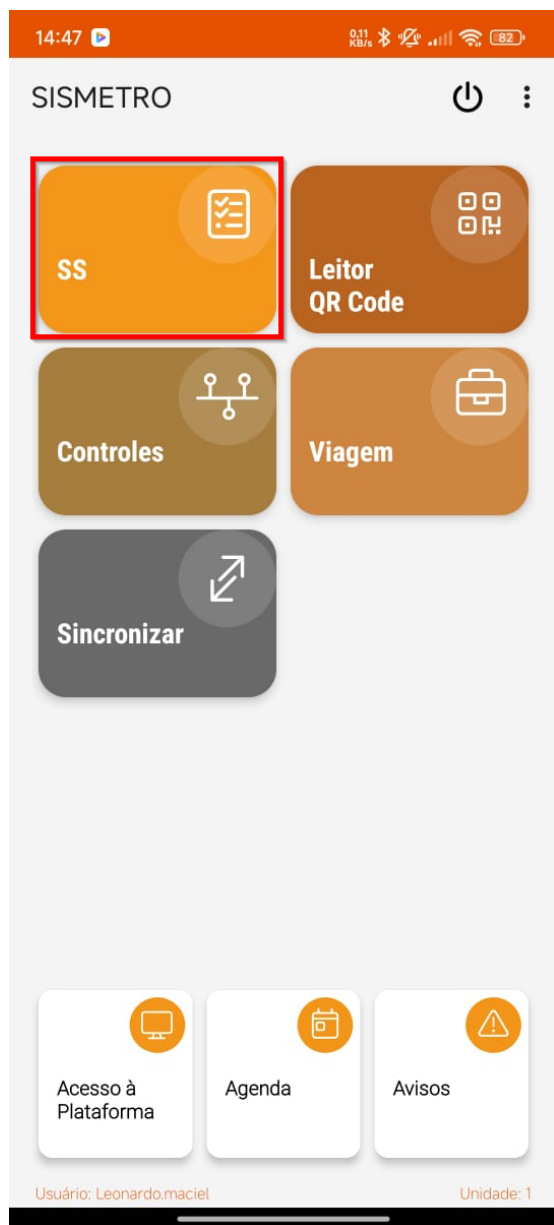 14:47
0,11
KB/s
82
SISMETRO
SS
Leitor
QR Code
Controles
Viagem
Sincronizar
Acesso à
Plataforma
Agenda
Avisos
Usuário: Leonardo.maciel
Unidade: 1